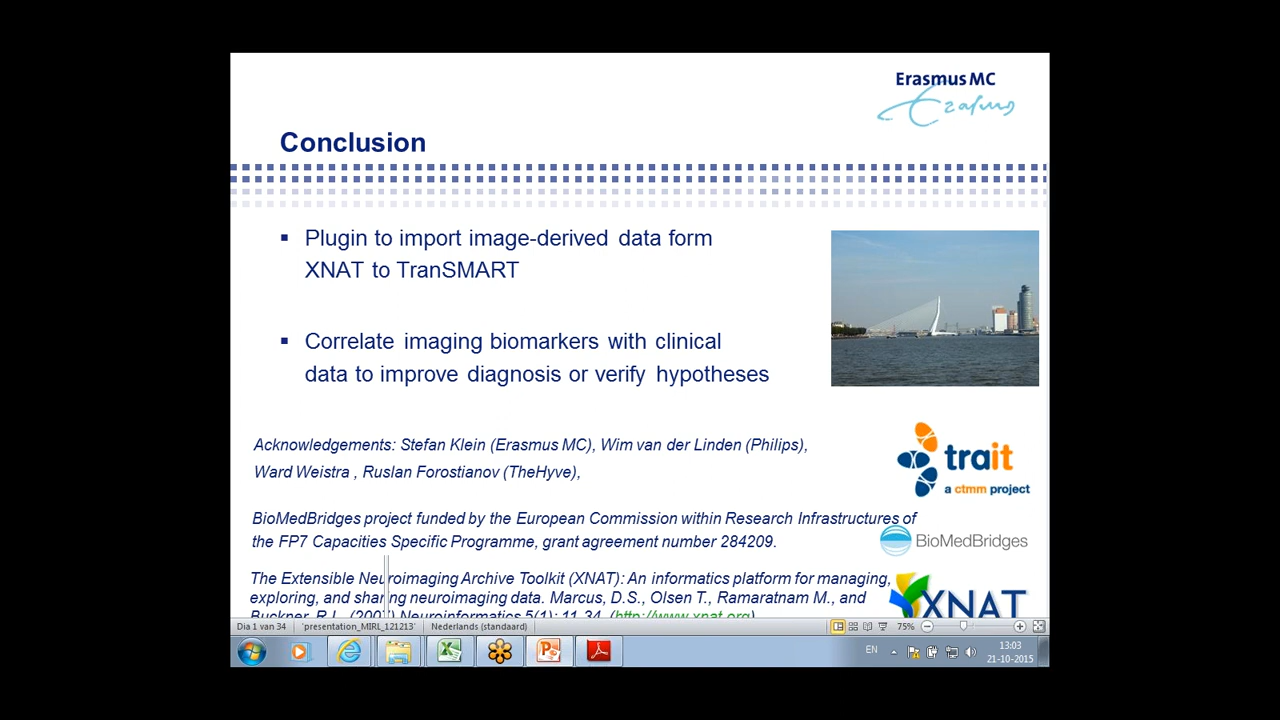 Erasmus MC
Erasmus
Conclusion
Plugin to import image-derived data form
XNAT to TranSMART
Correlate imaging biomarkers with clinical
data to improve diagnosis or verify hypotheses
Acknowledgements: Stefan Klein (Erasmus MC), Wim van der Linden (Philips),
Ward Weistra , Ruslan Forostianov (TheHyve),
trait
a ctmm project
BioMedBridges project funded by the European Commission within Research Infrastructures of
the FP7 Capacities Specific Programme, grant agreement number 284209.
BioMedBridges
The Extensible Neuroimaging Archive Toolkit (XNAT): An informatics platform for managing,
exploring, and sharing neuroimaging data. Marcus, D.S., Olsen T., Ramaratnam M., and
Buckner, R.L. (2007) Neuroinformatics 5(1): 11-34. (http://www.xnat.org)
XNAT
Dia 1 van 34 'presentation_MIRL_121213' Nederlands (standaard) 75%
EN 13:03
21-10-2015